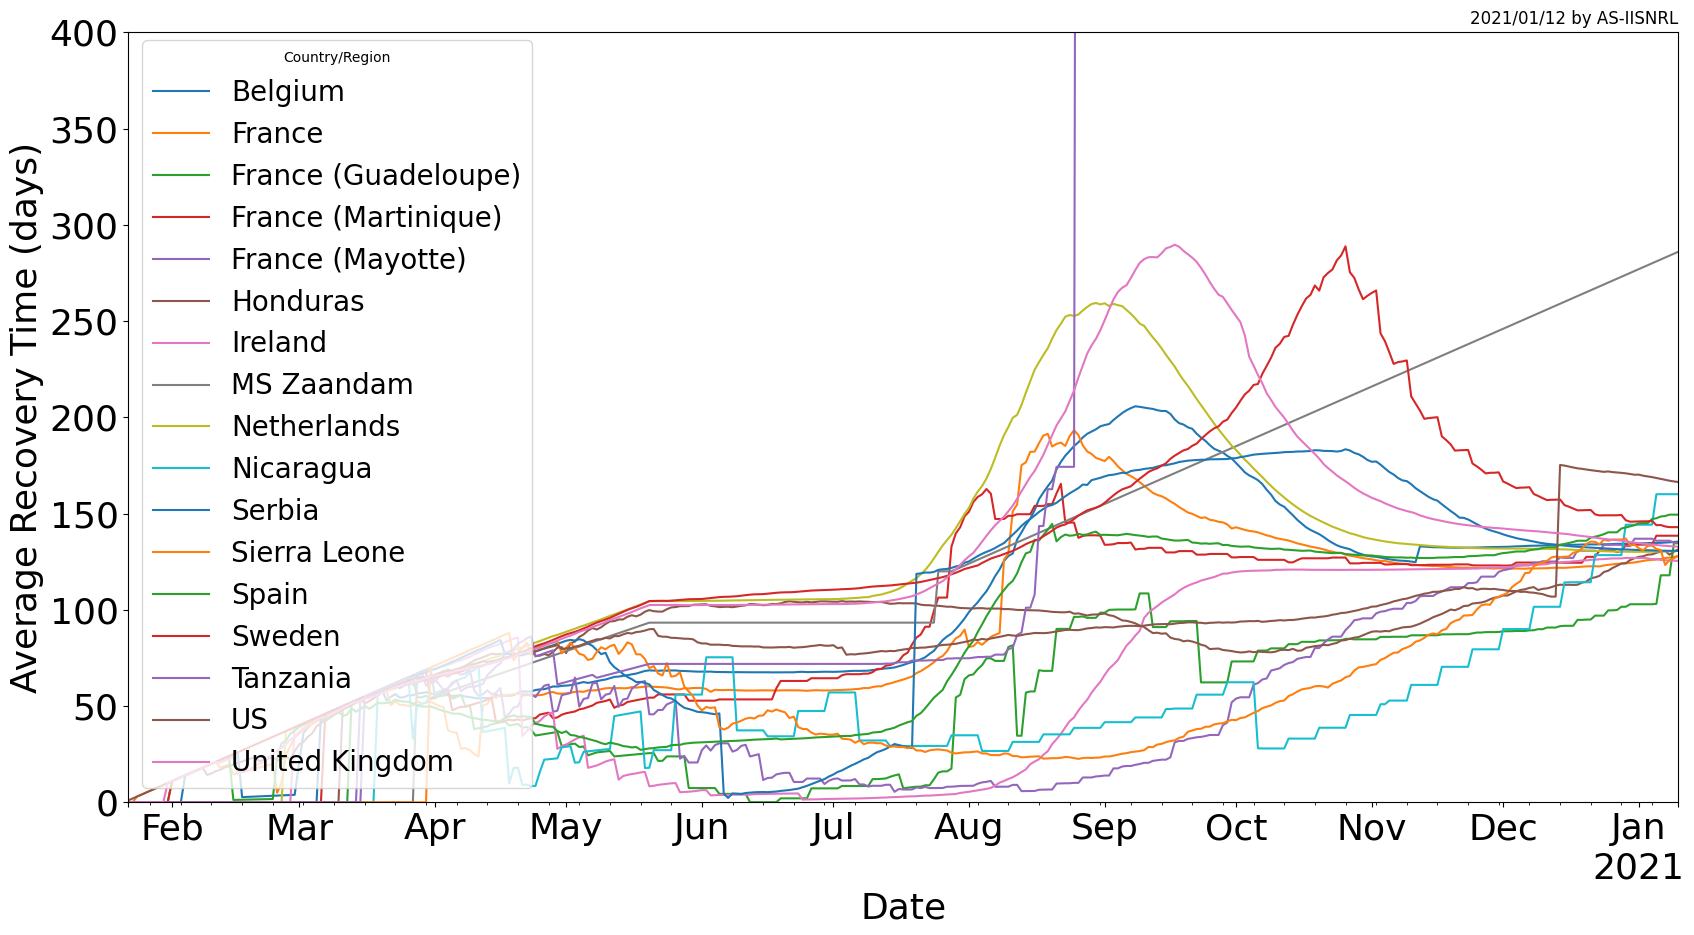 2021/01/12 by AS-IISNRL
Average Recovery Time (days)
400
350
300
250
200
150
100
50
0
Country/Region
Belgium
France
France (Guadeloupe)
France (Martinique)
France (Mayotte)
Honduras
Ireland
MS Zaandam
Netherlands
Nicaragua
Serbia
Sierra Leone
Spain
Sweden
Tanzania
US
United Kingdom
Feb Mar Apr May Jun Jul Aug Sep Oct Nov Dec Jan
2021
Date